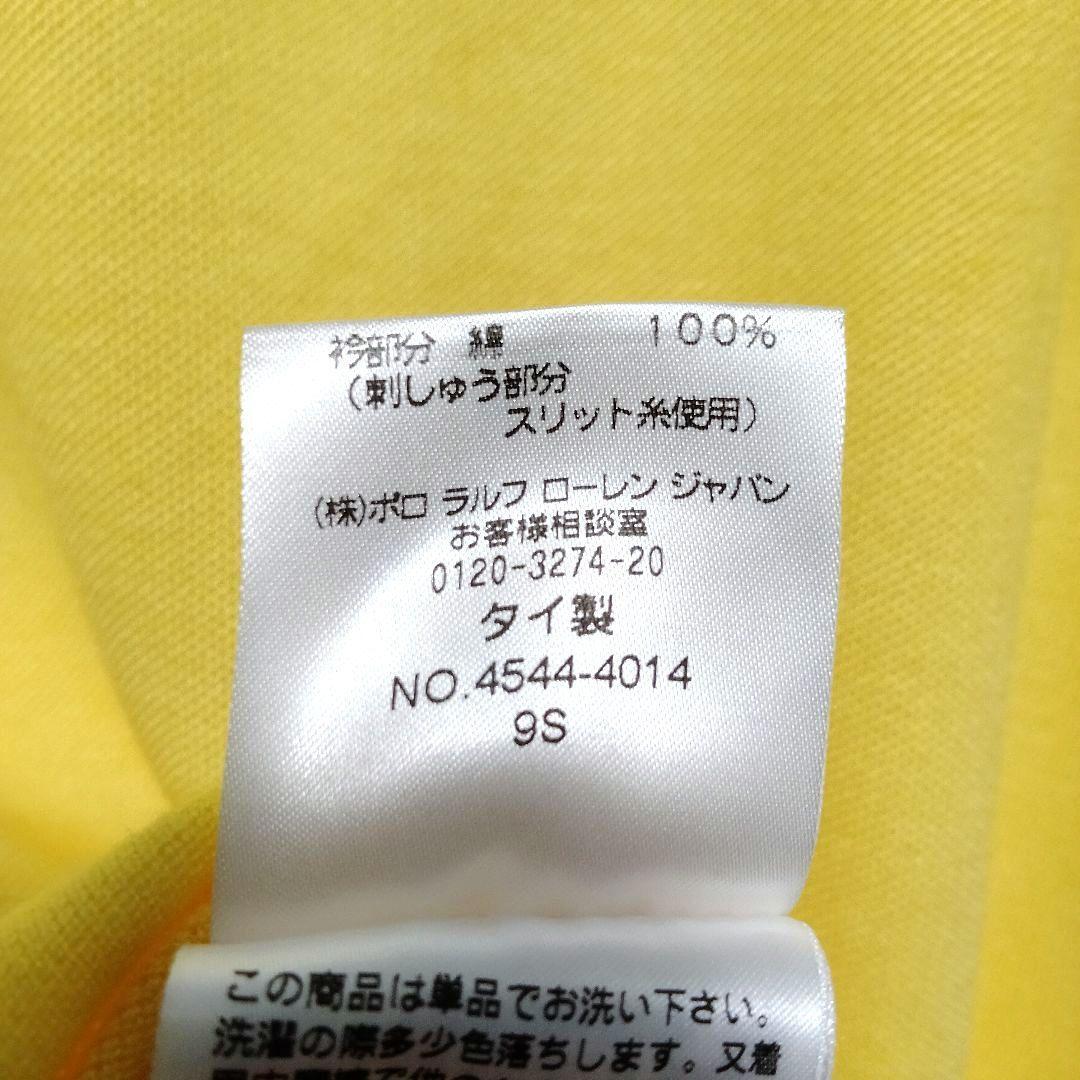 衿部分 綿 100%
(刺しゅう部分
スリット糸使用)
(株)ポロ ラルフ ローレン ジャパン
お客様相談室
0120-3274-20
タイ製
NO.4544-4014
9S
この商品は単品でお洗い下さい。
洗濯の際多少色落ちします。又着